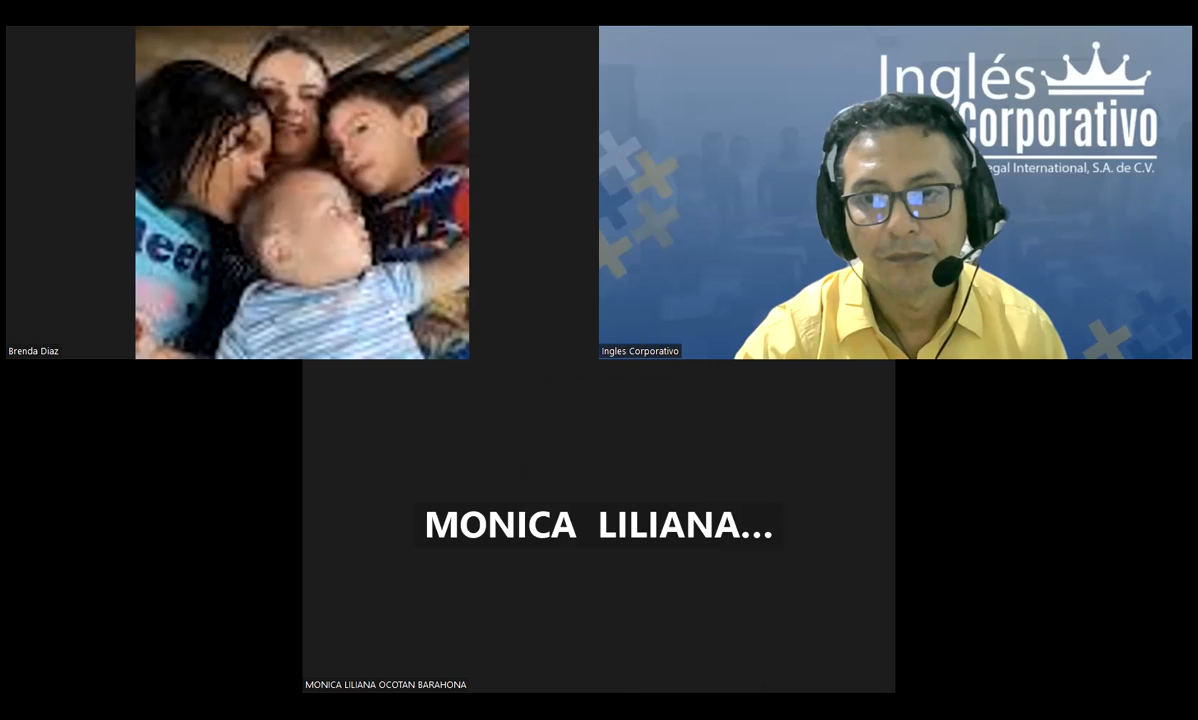 Inglés
Corporativo
egal International, S.A. de C.V.
Brenda Diaz
Ingles Corporativo
MONICA LILIANA...
MONICA LILIANA OCOTAN BARAHONA